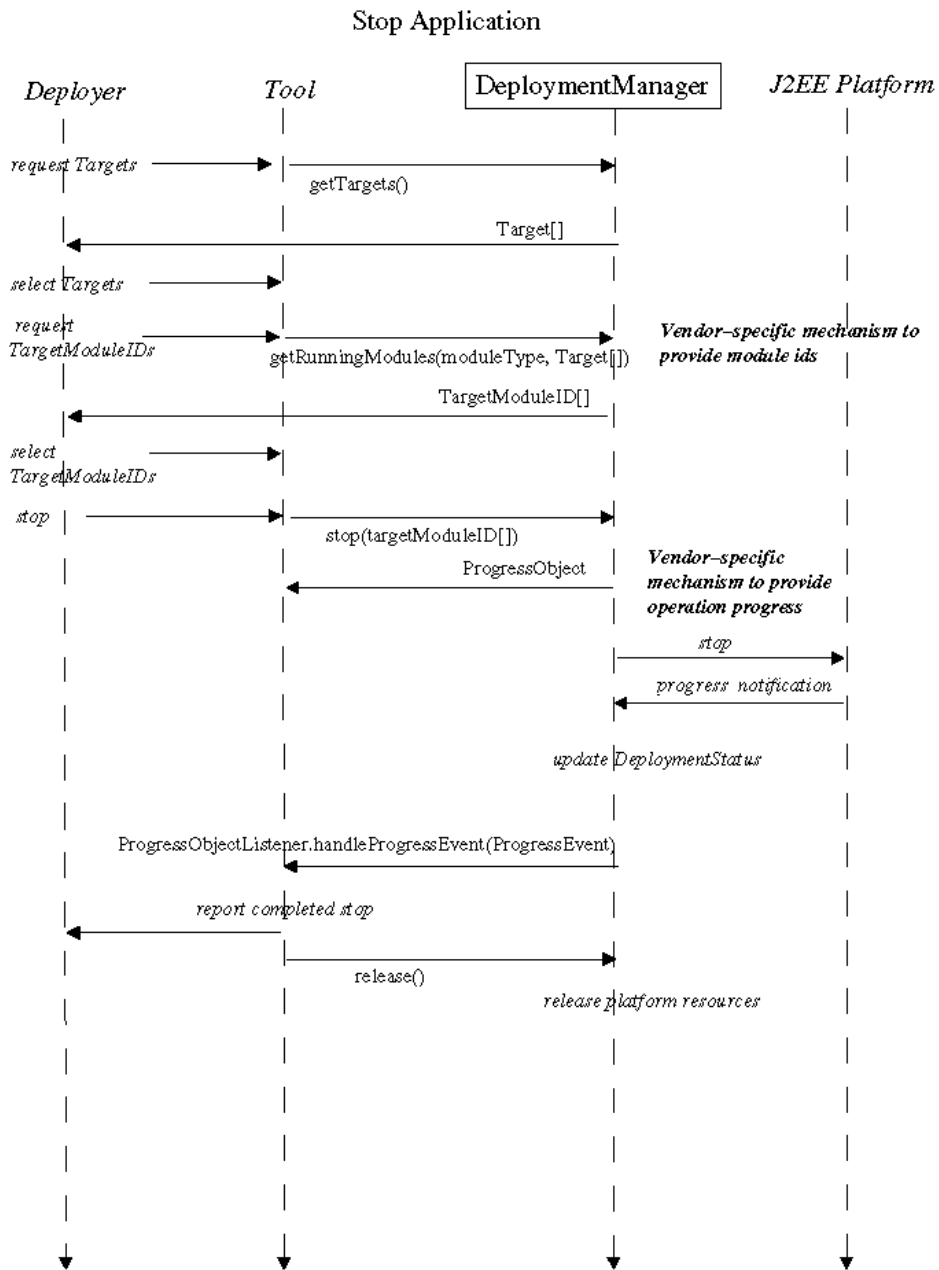 Stop Application
Deployer
Tool
DeploymentManager
J2EE Platform
request Targets
getTargets()
Target[]
select Targets
request
TargetModuleIDs
getRunningModules(moduleType, Target[])
Vendor–specific mechanism to
provide module ids
TargetModuleID[]
select
TargetModuleIDs
stop
stop(targetModuleID[])
ProgressObject
Vendor–specific
mechanism to provide
operation progress
stop
progress notification
update DeploymentStatus
ProgressObjectListener.handleProgressEvent(ProgressEvent)
report completed stop
release()
release platform resources